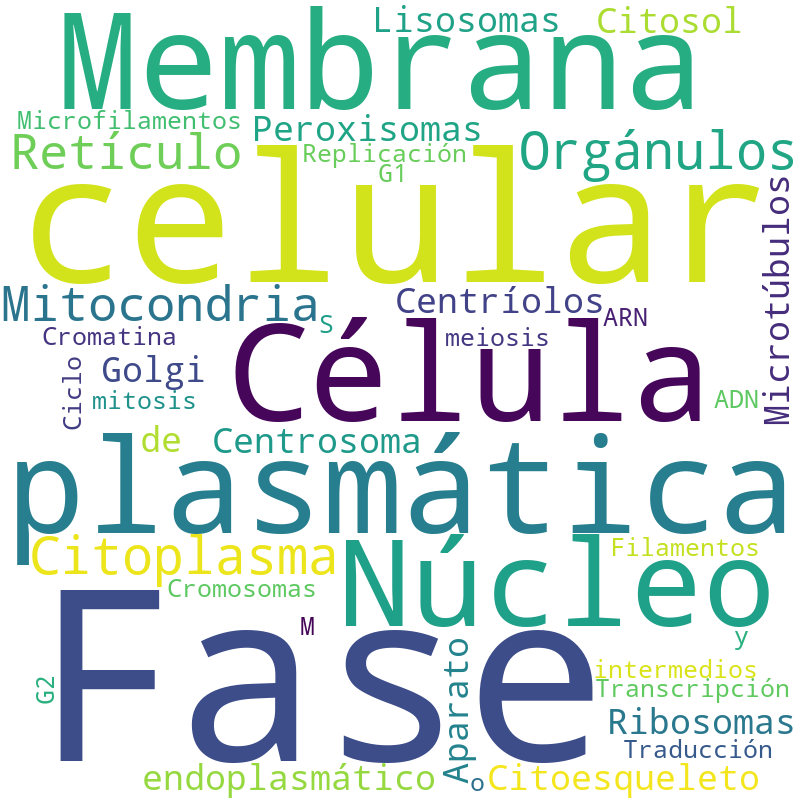 Lisosomas
Citosol
Membrana
Microfilamentos
Peroxisomas
Orgánulos
Retículo
Replicación
G1
celular
Microtúbulos
Mitocondria
Centríolos
S
ARN
Cromatina
meiosis
Célula
Golgi
Ciclo
mitosis
ADN
de
Centrosoma
plasmática
Citoplasma
Núcleo
Filamentos
Cromosomas
M
y
Fase
G2
Aparato
intermedios
Transcripción
Ribosomas
Traducción
endoplasmático
o
Citoesqueleto